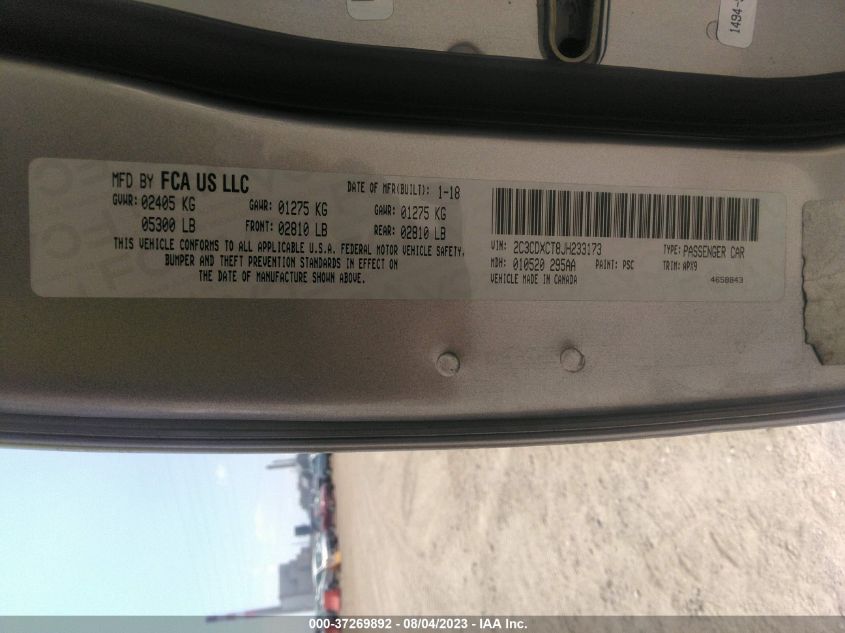 1494-
MFD BY FCA US LLC
DATE OF MFR(BUILT): 1-18
GVWR: 02405 KG
GAWR: 01275 KG
GAWR: 01275 KG
05300 LB
FRONT: 02810 LB
REAR: 02810 LB
THIS VEHICLE CONFORMS TO ALL APPLICABLE U.S.A. FEDERAL MOTOR VEHICLE SAFETY,
BUMPER AND THEFT PREVENTION STANDARDS IN EFFECT ON
THE DATE OF MANUFACTURE SHOWN ABOVE.
VIN: 2C3CDXCT8JH233173
TYPE: PASSENGER CAR
MDH: 010520 295AA
PAINT: PSC
TRIM: APX9
VEHICLE MADE IN CANADA
4658843
000-37269892 - 08/04/2023 - IAA Inc.